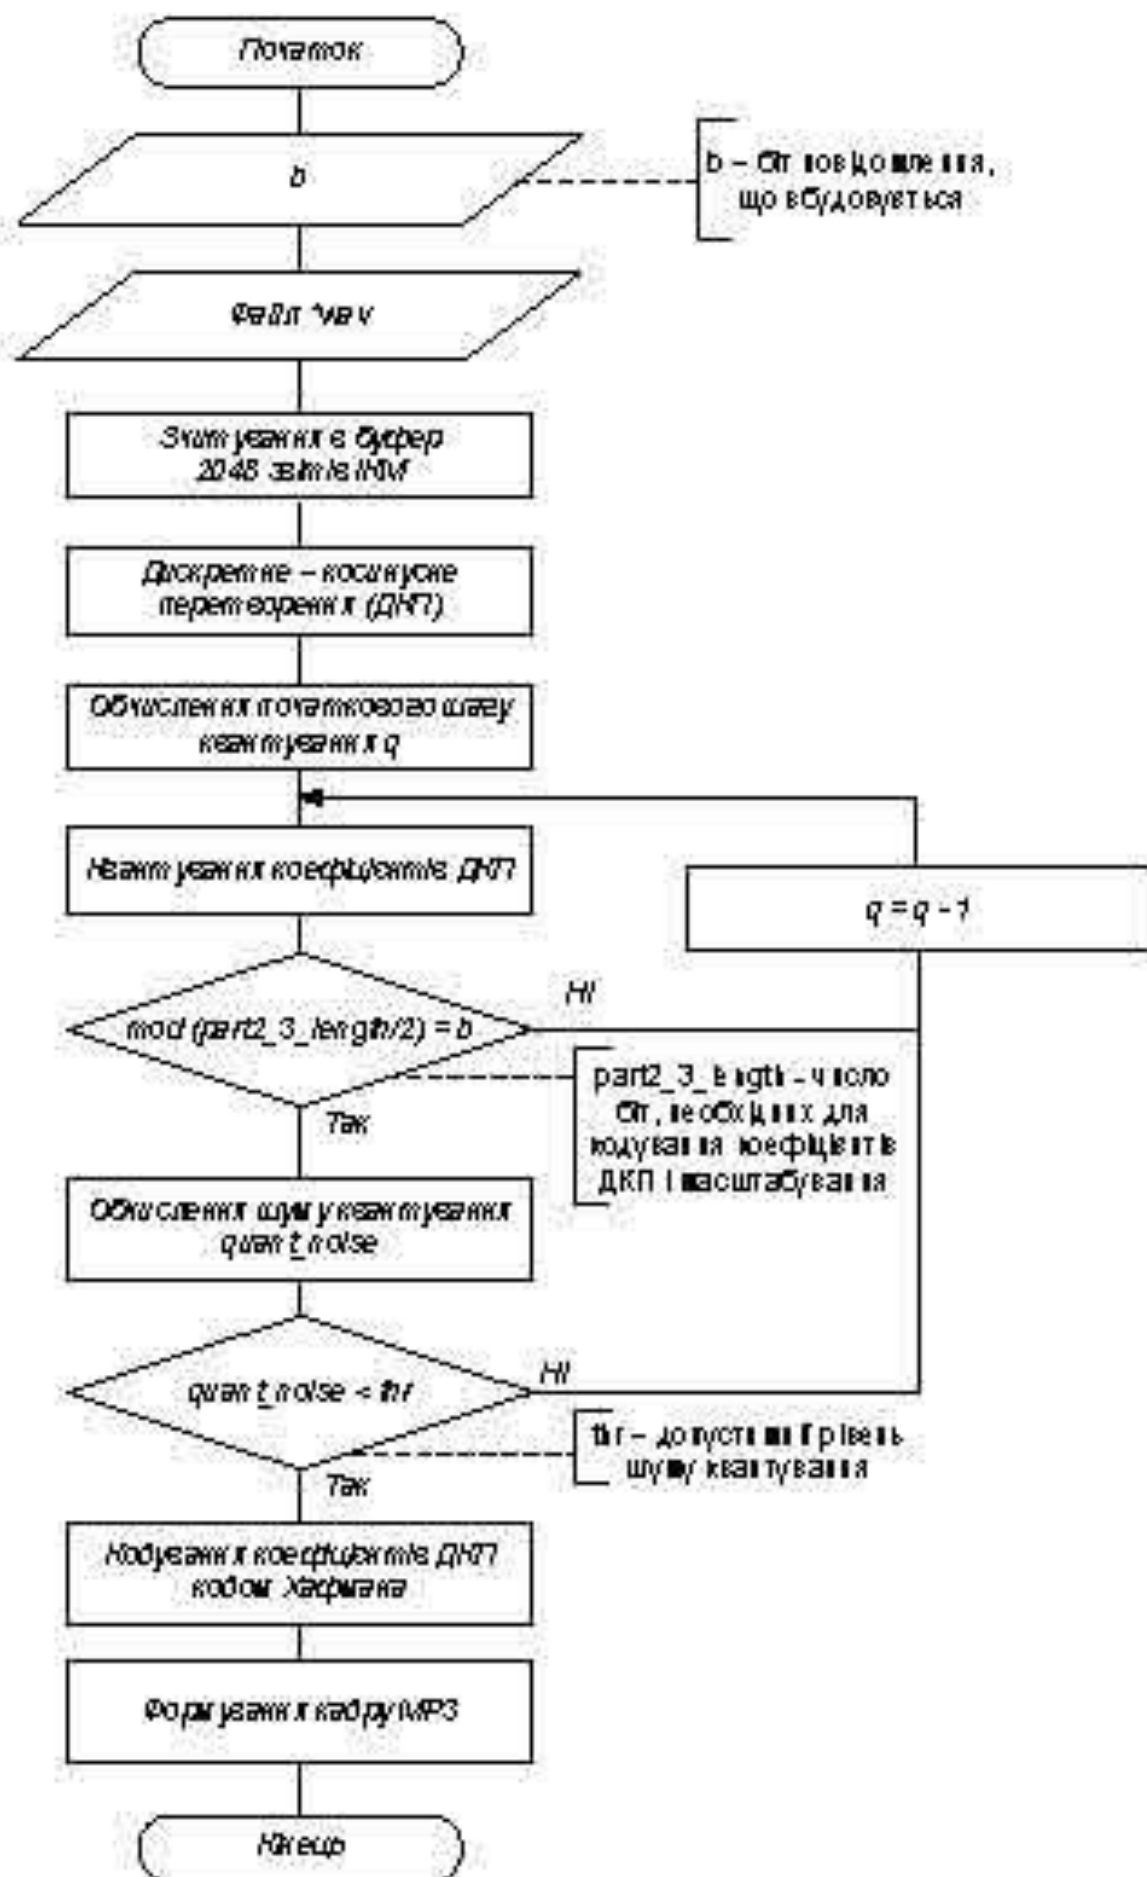 Початок
b
b – біт повідомлення,
що вбудовується
Файл *wav
Зчитування в буфер
2048 звітів ІКМ
Дискретне – косинусне
перетворення (ДКП)
Обчислення початкового шагу
квантування q
Квантування коефіцієнтів ДКП
q = q - 1
mod (part2_3_length/2) = b
Ні
part2_3_length - число
біт, необхідних для
кодування коефіцієнтів
ДКП і масштабування
Так
Обчислення шуму квантування
quant_noise
quant_noise < thr
Ні
thr – допустимий рівень
шуму квантування
Так
Кодування коефіцієнтів ДКП
кодом Хафмана
Формування кадру MP3
Кінець